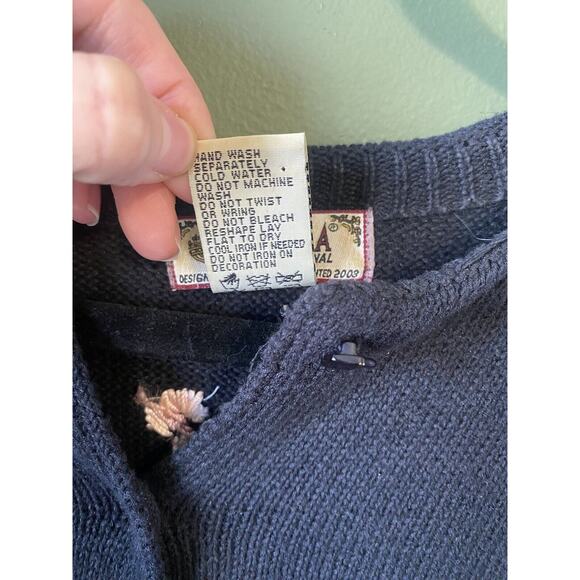 HAND WASH
SEPARATELY
COLD WATER
DO NOT MACHINE
WASH
DO NOT TWIST
OR WRING
DO NOT BLEACH
RESHAPE LAY
FLAT TO DRY
COOL IRON IF NEEDED
DO NOT IRON ON
DECORATION
2003